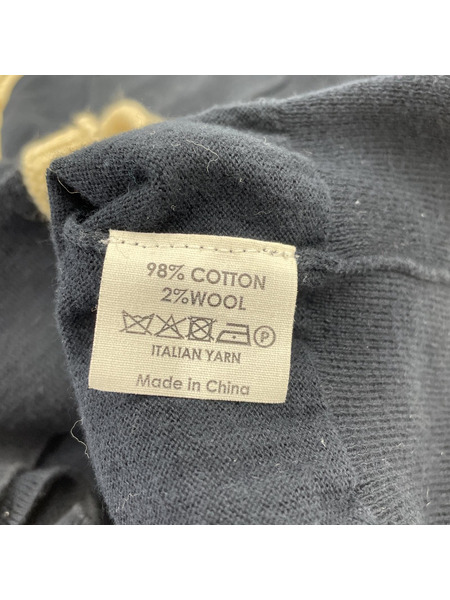 98% COTTON
2%WOOL
P
ITALIAN YARN
Made in China